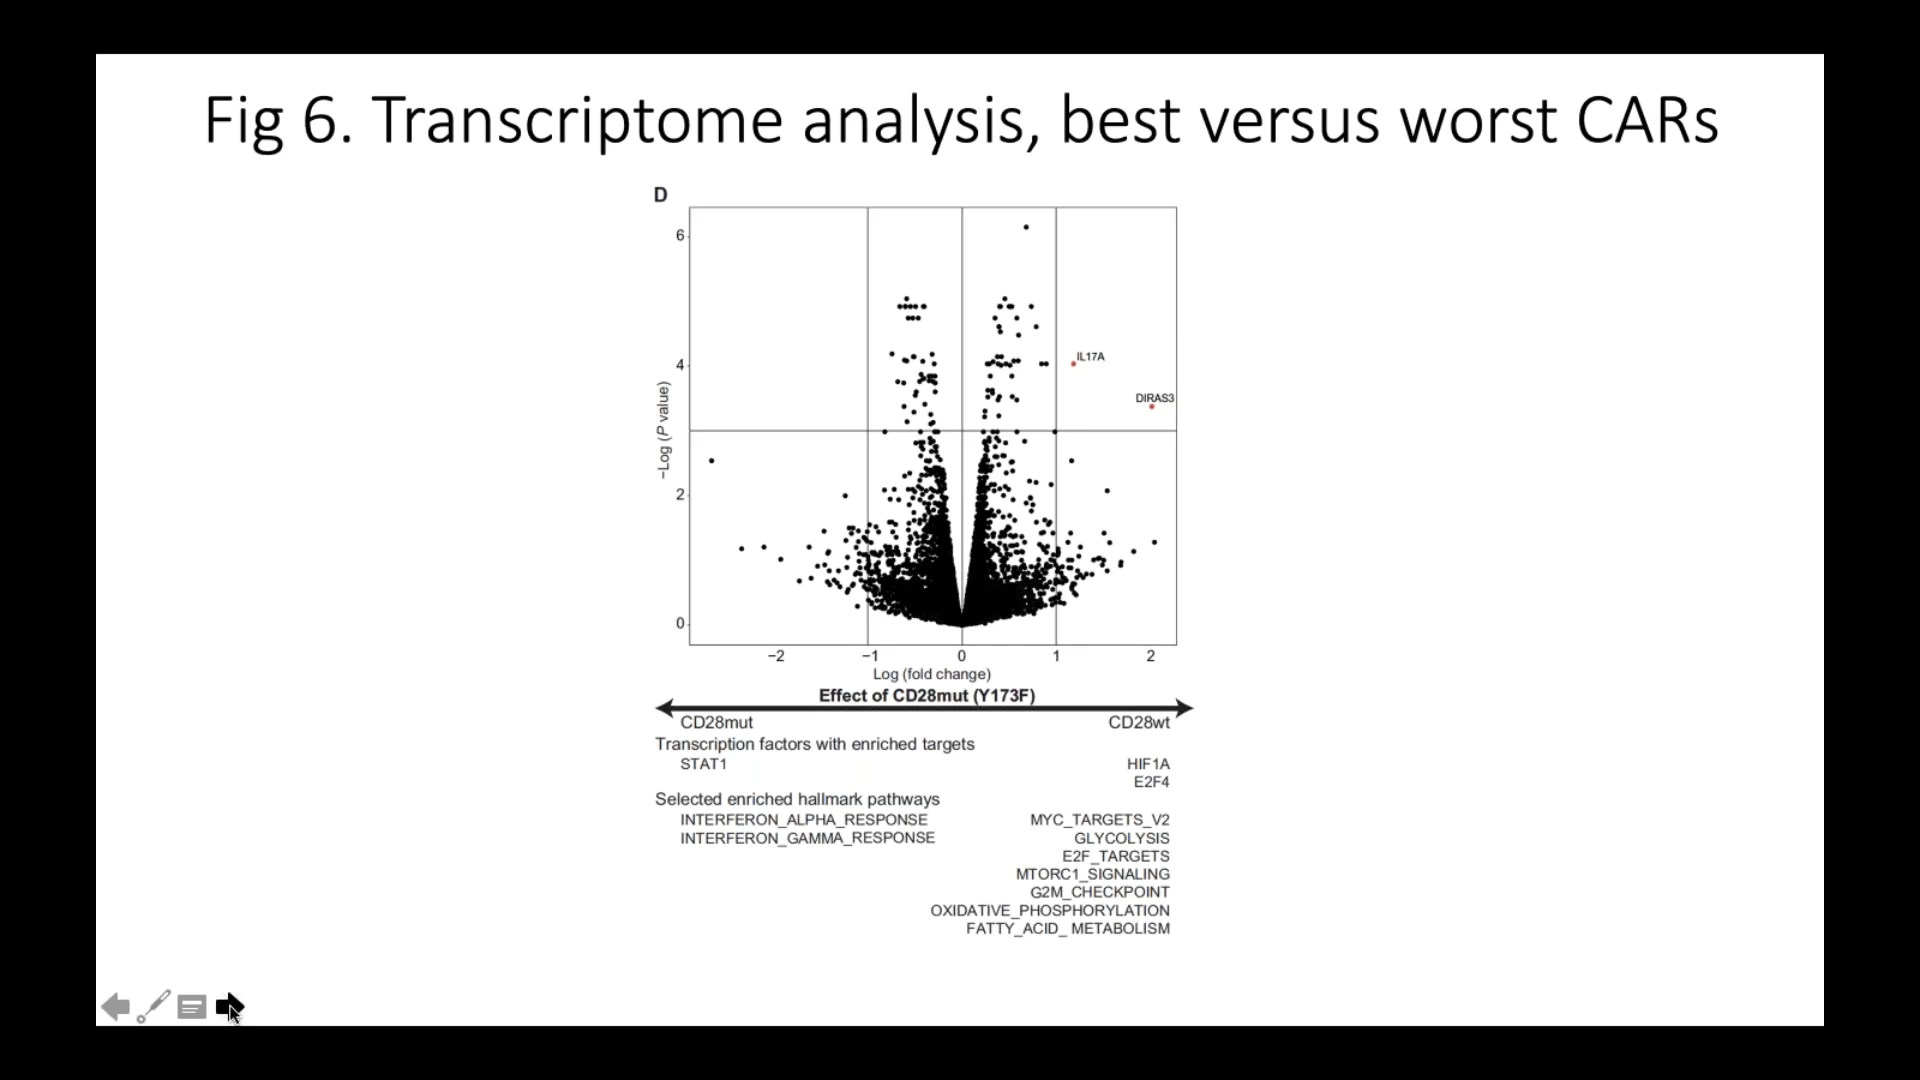 Fig 6. Transcriptome analysis, best versus worst CARs
D
6
4
2
0
−Log (P value)
IL17A
DIRAS3
−2 −1 0 1 2
Log (fold change)
Effect of CD28mut (Y173F)
CD28mut CD28wt
Transcription factors with enriched targets
STAT1 HIF1A
E2F4
Selected enriched hallmark pathways
INTERFERON_ALPHA_RESPONSE MYC_TARGETS_V2
INTERFERON_GAMMA_RESPONSE GLYCOLYSIS
E2F_TARGETS
MTORC1_SIGNALING
G2M_CHECKPOINT
OXIDATIVE_PHOSPHORYLATION
FATTY_ACID_ METABOLISM